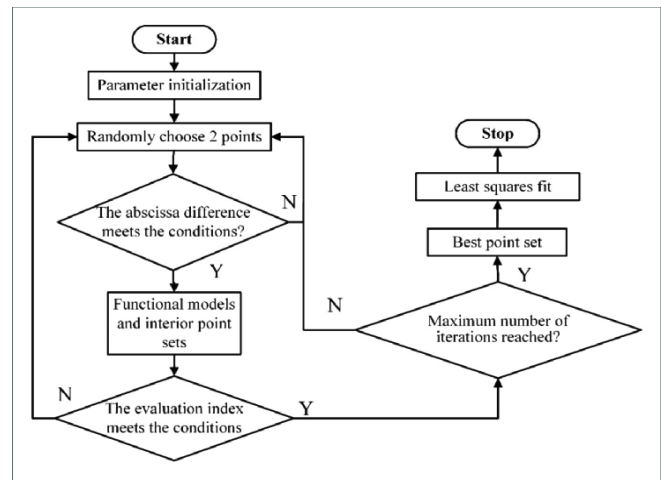 Start
Parameter initialization
Randomly choose 2 points
The abscissa difference
meets the conditions?
N
Y
Functional models
and interior point
sets
N
The evaluation index
meets the conditions
Y
Stop
Least squares fit
Best point set
Y
N
Maximum number of
iterations reached?